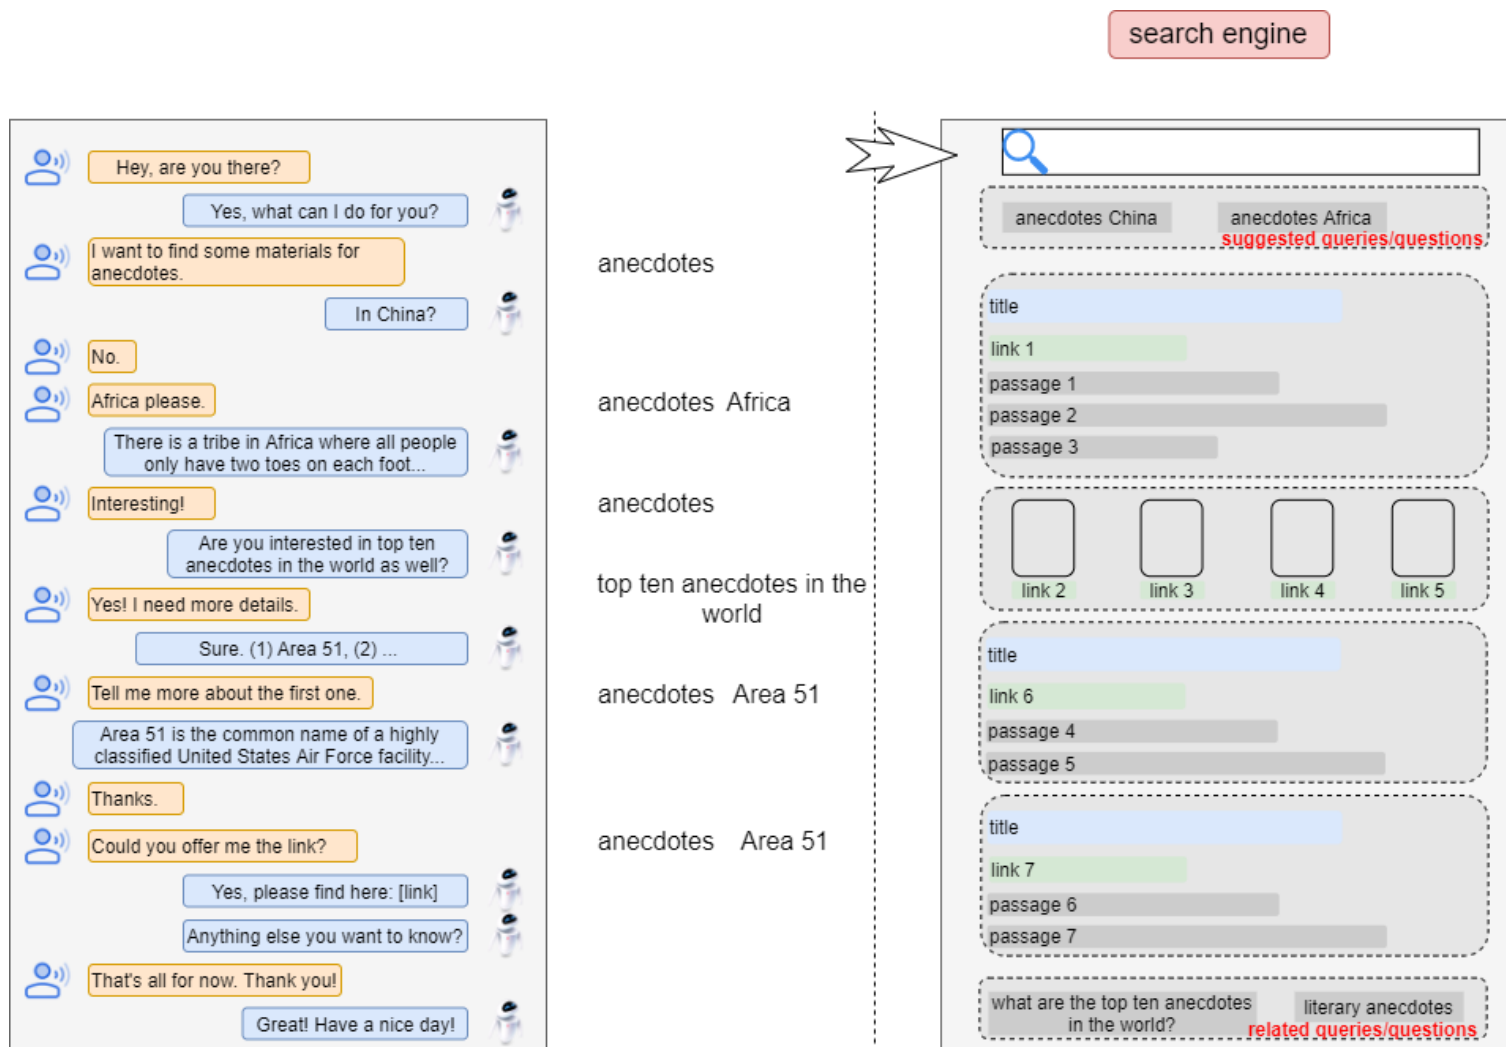 search engine
Hey, are you there?
Yes, what can I do for you?
I want to find some materials for
anecdotes.
In China?
No.
Africa please.
There is a tribe in Africa where all people
only have two toes on each foot...
Interesting!
Are you interested in top ten
anecdotes in the world as well?
Yes! I need more details.
Sure. (1) Area 51, (2) ...
Tell me more about the first one.
Area 51 is the common name of a highly
classified United States Air Force facility...
Thanks.
Could you offer me the link?
Yes, please find here: [link]
Anything else you want to know?
That's all for now. Thank you!
Great! Have a nice day!
anecdotes
anecdotes Africa
anecdotes
top ten anecdotes in the
world
anecdotes Area 51
anecdotes Area 51
anecdotes China
anecdotes Africa
suggested queries/questions
title
link 1
passage 1
passage 2
passage 3
link 2
link 3
link 4
link 5
title
link 6
passage 4
passage 5
title
link 7
passage 6
passage 7
what are the top ten anecdotes
in the world?
literary anecdotes
related queries/questions